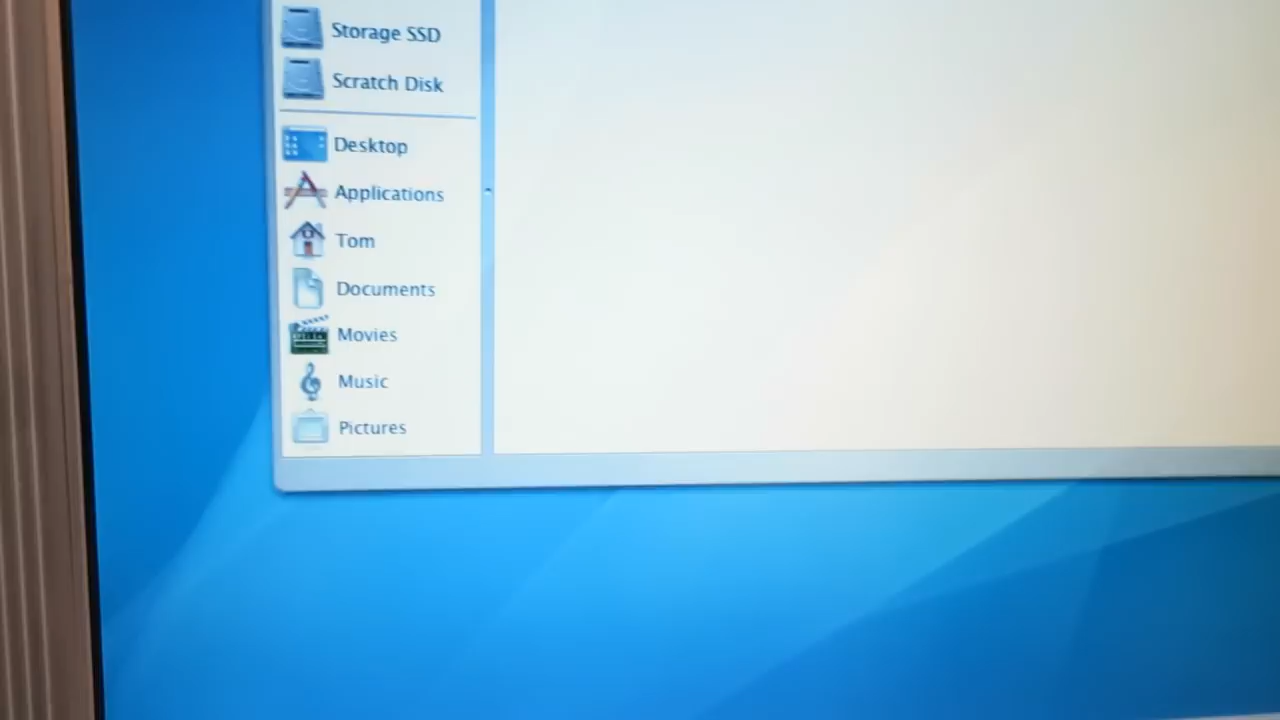 Storage SSD
Scratch Disk
Desktop
Applications
Tom
Documents
Movies
Music
Pictures